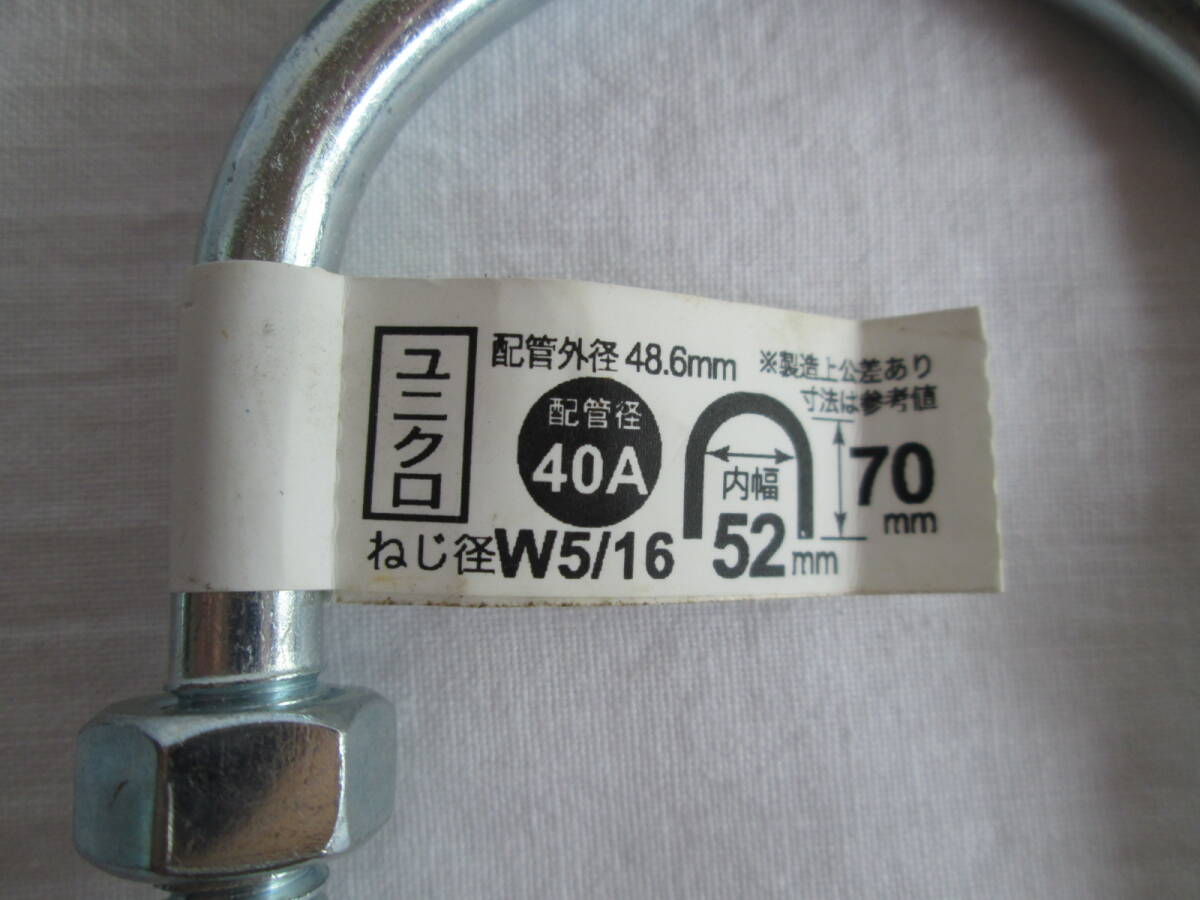 ユニクロ
配管外径 48.6mm
※製造上公差あり
寸法は参考値
配管径
40A
内幅
52mm
70
mm
ねじ径W5/16